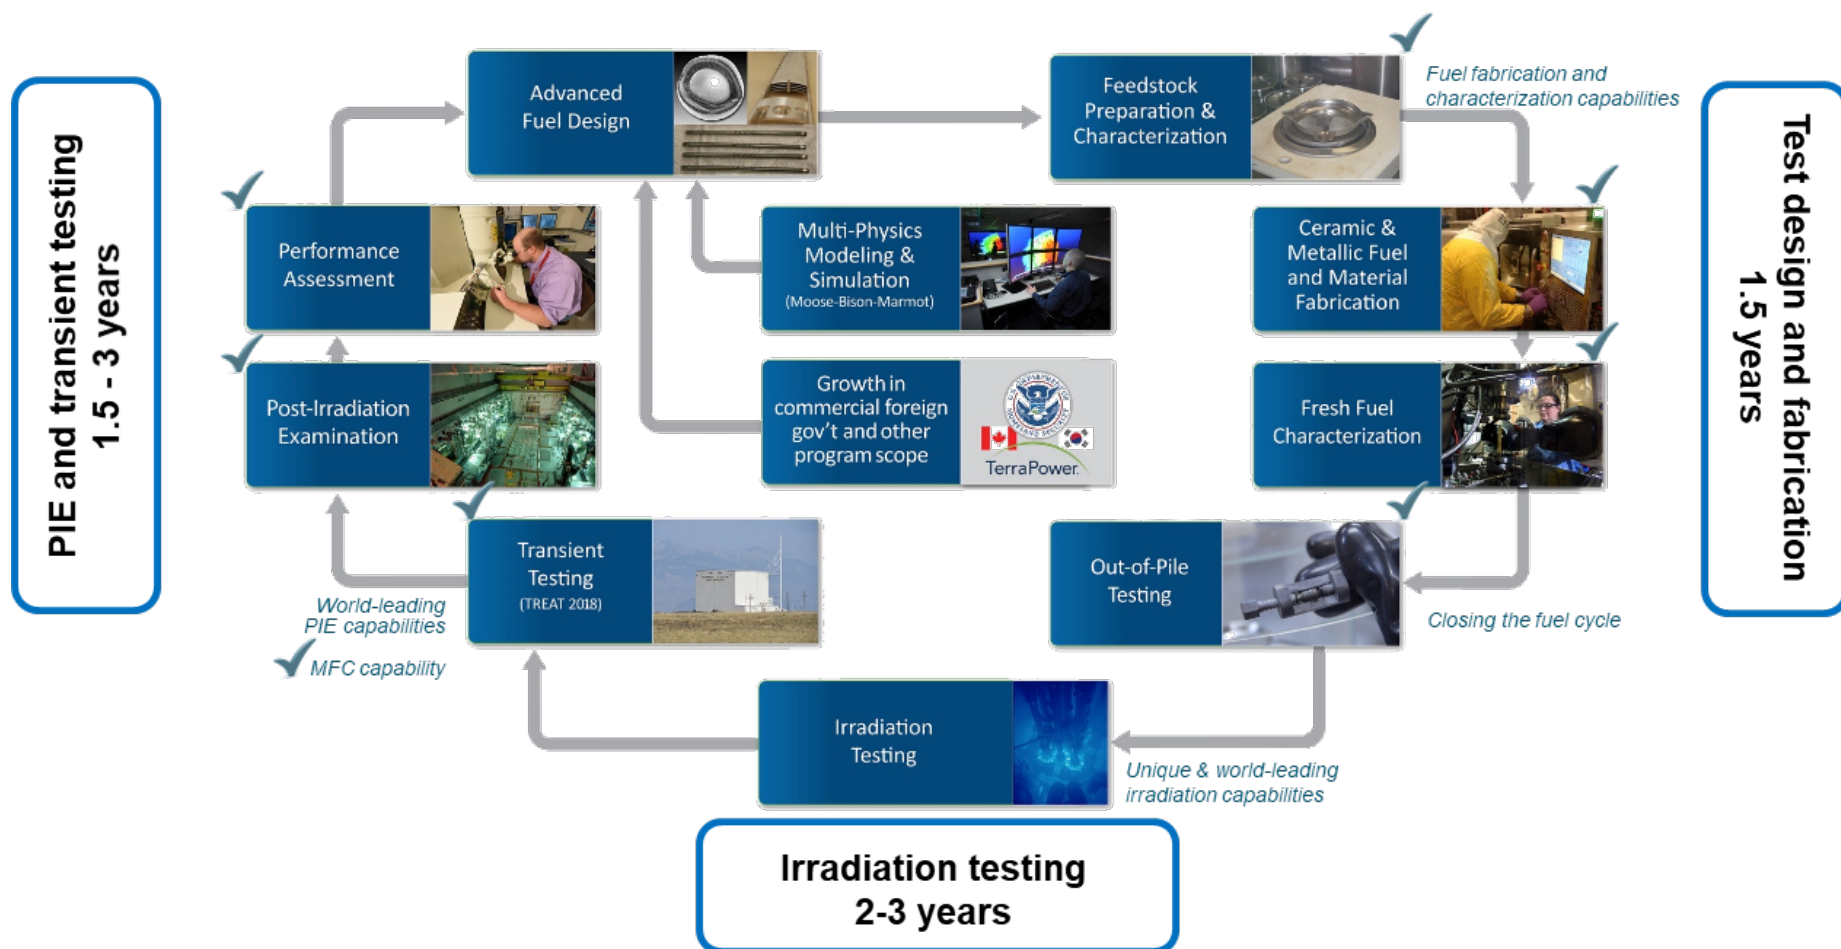 Advanced
Fuel Design
Feedstock
Preparation &
Characterization
Fuel fabrication and
characterization capabilities
PIE and transient testing
1.5 - 3 years
Test design and fabrication
1.5 years
Performance
Assessment
Multi-Physics
Modeling &
Simulation
(Moose-Bison-Marmot)
Ceramic &
Metallic Fuel
and Material
Fabrication
Post-Irradiation
Examination
Growth in
commercial foreign
gov't and other
program scope
U.S. DEPARTMENT OF
HOMELAND SECURITY
TerraPower.
Fresh Fuel
Characterization
Transient
Testing
(TREAT 2018)
Out-of-Pile
Testing
World-leading
PIE capabilities
MFC capability
Closing the fuel cycle
Irradiation
Testing
Unique & world-leading
irradiation capabilities
Irradiation testing
2-3 years